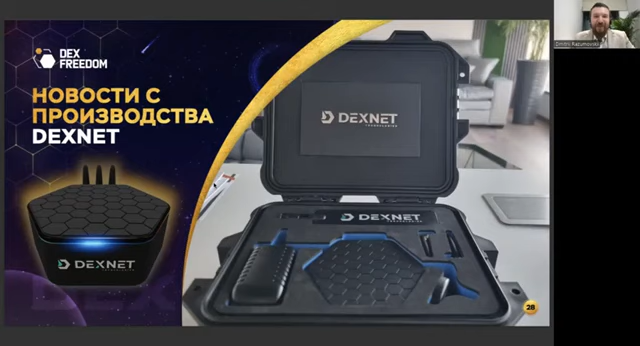 DEX
FREEDOM
НОВОСТИ С
ПРОИЗВОДСТВА
DEXNET
DEXNET
DEXNET
DEXNET
28